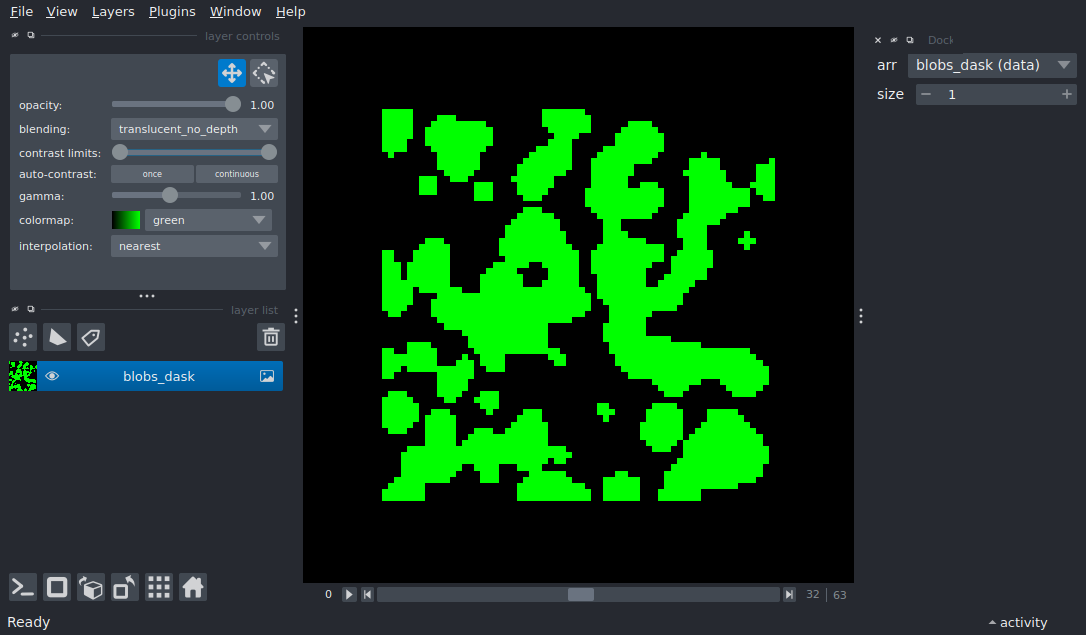 File View Layers Plugins Window Help
layer controls
opacity: 1.00
blending: translucent_no_depth
contrast limits:
auto-contrast: once continuous
gamma: 1.00
colormap: green
interpolation: nearest
layer list
blobs_dask
0 32 63
Ready
activity
Dock
arr blobs_dask (data)
size 1